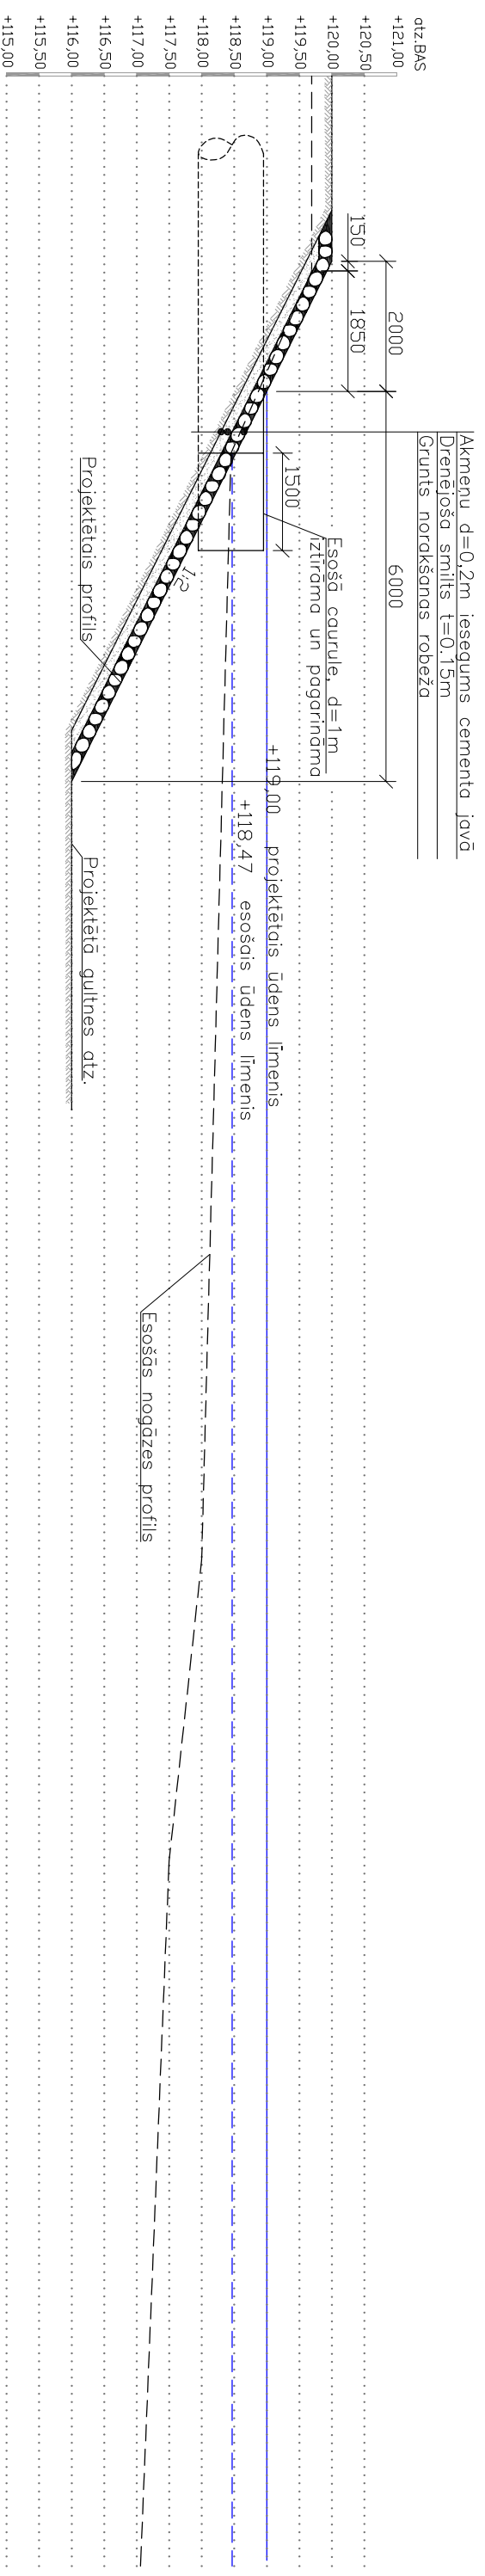 atz.BAS
+121,00
+120,50
+120,00
+119,50
+119,00
+118,50
+118,00
+117,50
+117,00
+116,50
+116,00
+115,50
+115,00
Akmeņu d=0,2m iesegums cementa javā
Drenējoša smilts t=0.15m
Grunts norakšanas robeža
2000
6000
150
1850
1500
Esošā caurule, d=1m
iztīrāma un pagarināma
+119,00 projektētais ūdens līmenis
+118,47 esošais ūdens līmenis
1:2
Projektētais profils
Projektētā gultnes atz.
Esošās nogāzes profils